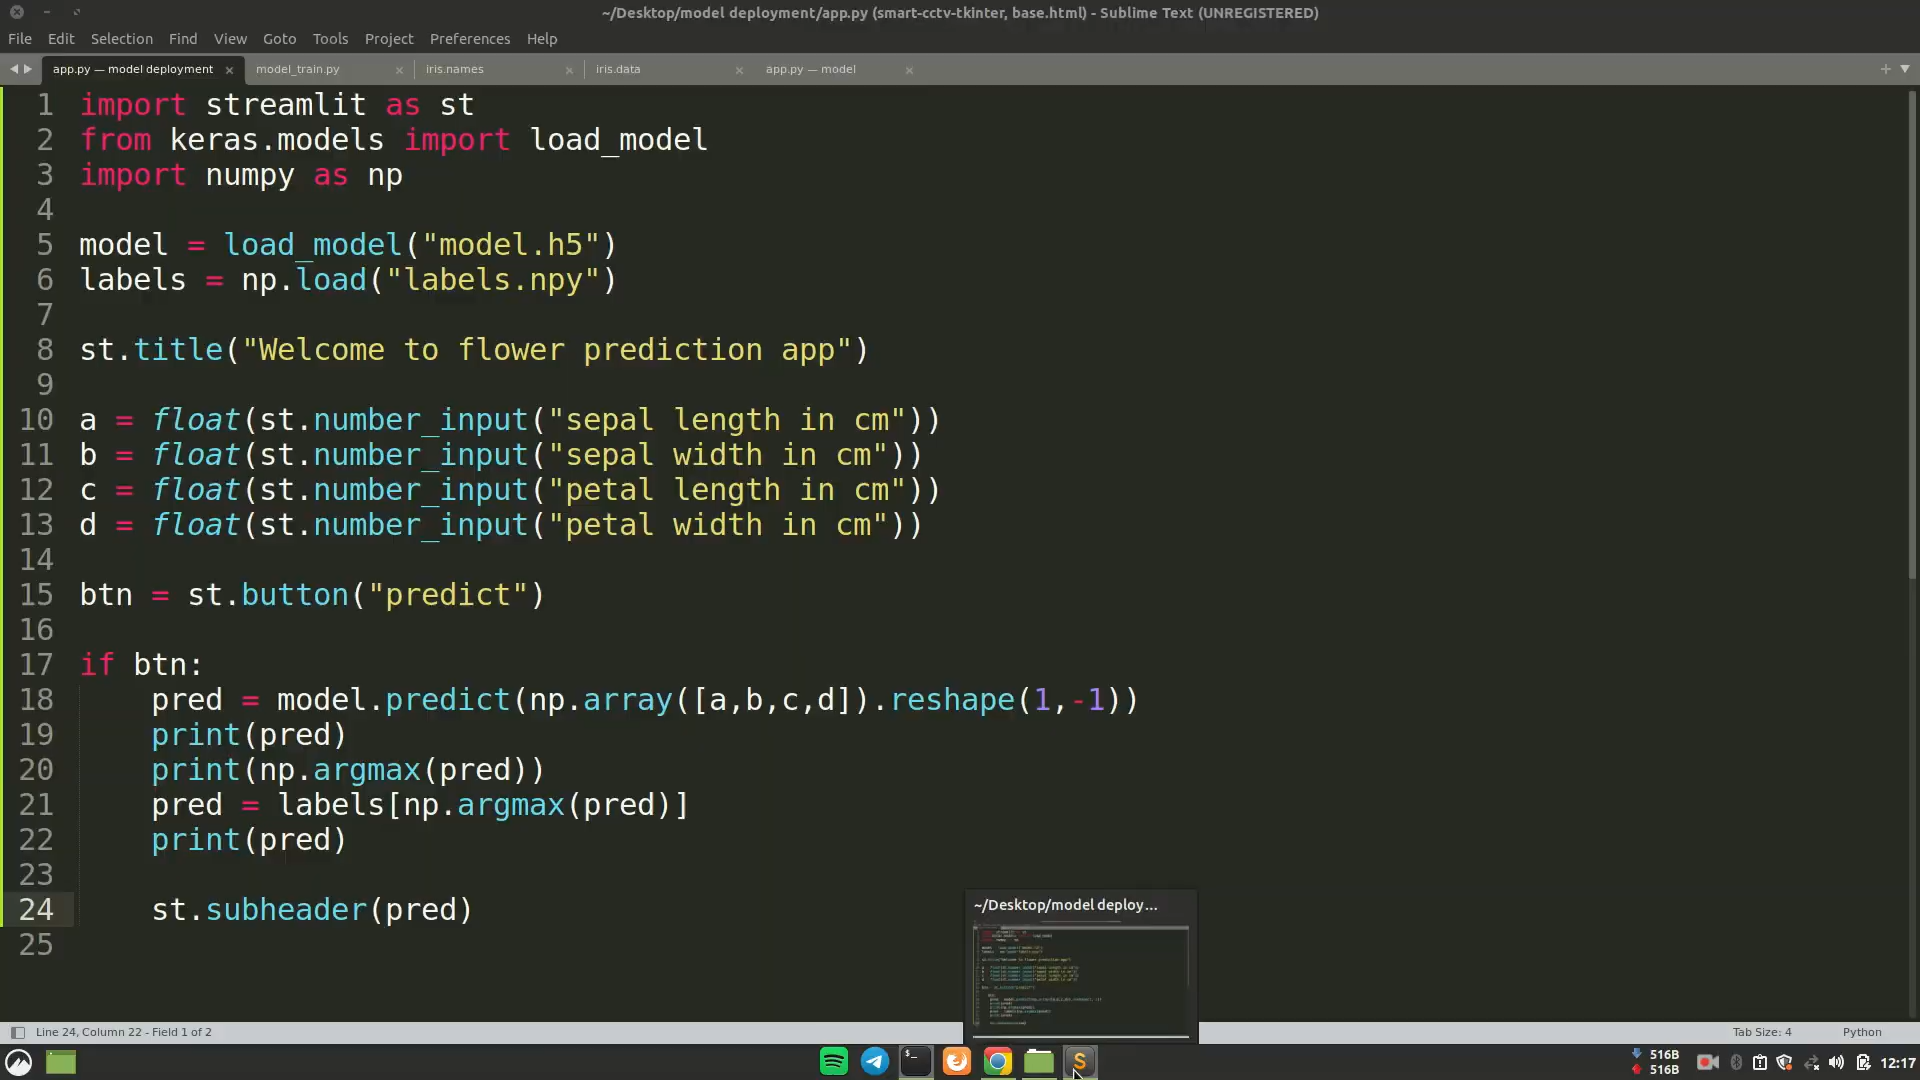 ~/Desktop/model deployment/app.py (smart-cctv-tkinter, base.html) - Sublime Text (UNREGISTERED)
File Edit Selection Find View Goto Tools Project Preferences Help
app.py — model deployment model_train.py iris.names iris.data app.py — model
1 import streamlit as st
2 from keras.models import load_model
3 import numpy as np
4
5 model = load_model("model.h5")
6 labels = np.load("labels.npy")
7
8 st.title("Welcome to flower prediction app")
9
10 a = float(st.number_input("sepal length in cm"))
11 b = float(st.number_input("sepal width in cm"))
12 c = float(st.number_input("petal length in cm"))
13 d = float(st.number_input("petal width in cm"))
14
15 btn = st.button("predict")
16
17 if btn:
18 pred = model.predict(np.array([a,b,c,d]).reshape(1,-1))
19 print(pred)
20 print(np.argmax(pred))
21 pred = labels[np.argmax(pred)]
22 print(pred)
23
24 st.subheader(pred)
25
~/Desktop/model deploy...
Line 24, Column 22 - Field 1 of 2 Tab Size: 4 Python
516B
516B
12:17